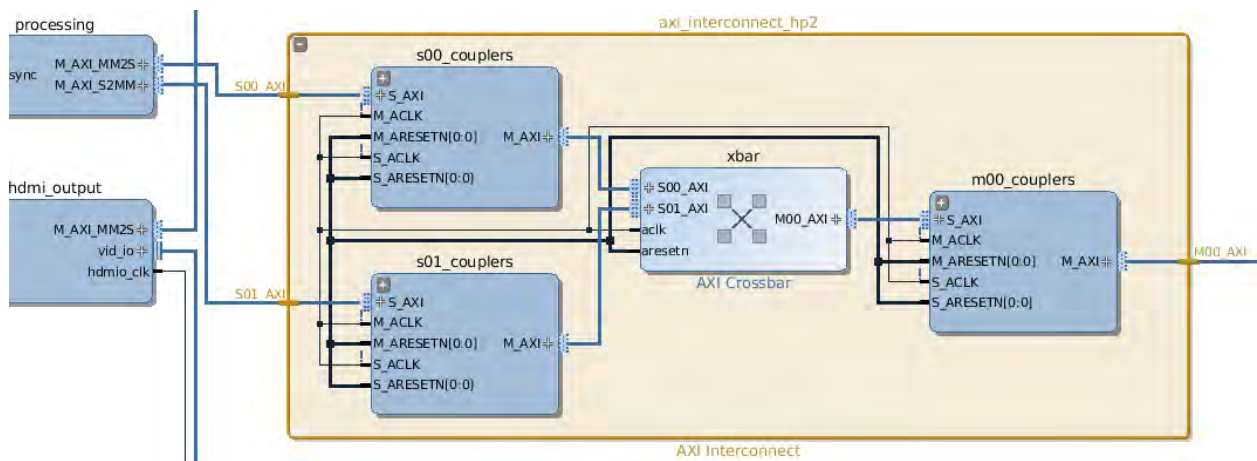 processing
M_AXI_MM2S
M_AXI_S2MM
sync
hdmi_output
M_AXI_MM2S
vid_io
hdmio_clk
axi_interconnect_hp2
S00_AXI
S01_AXI
s00_couplers
S_AXI
M_ACLK
M_ARESETN[0:0]
S_ACLK
S_ARESETN[0:0]
M_AXI
s01_couplers
S_AXI
M_ACLK
M_ARESETN[0:0]
S_ACLK
S_ARESETN[0:0]
M_AXI
xbar
S00_AXI
S01_AXI
aclk
aresetn
M00_AXI
AXI Crossbar
m00_couplers
S_AXI
M_ACLK
M_ARESETN[0:0]
S_ACLK
S_ARESETN[0:0]
M_AXI
M00_AXI
AXI Interconnect